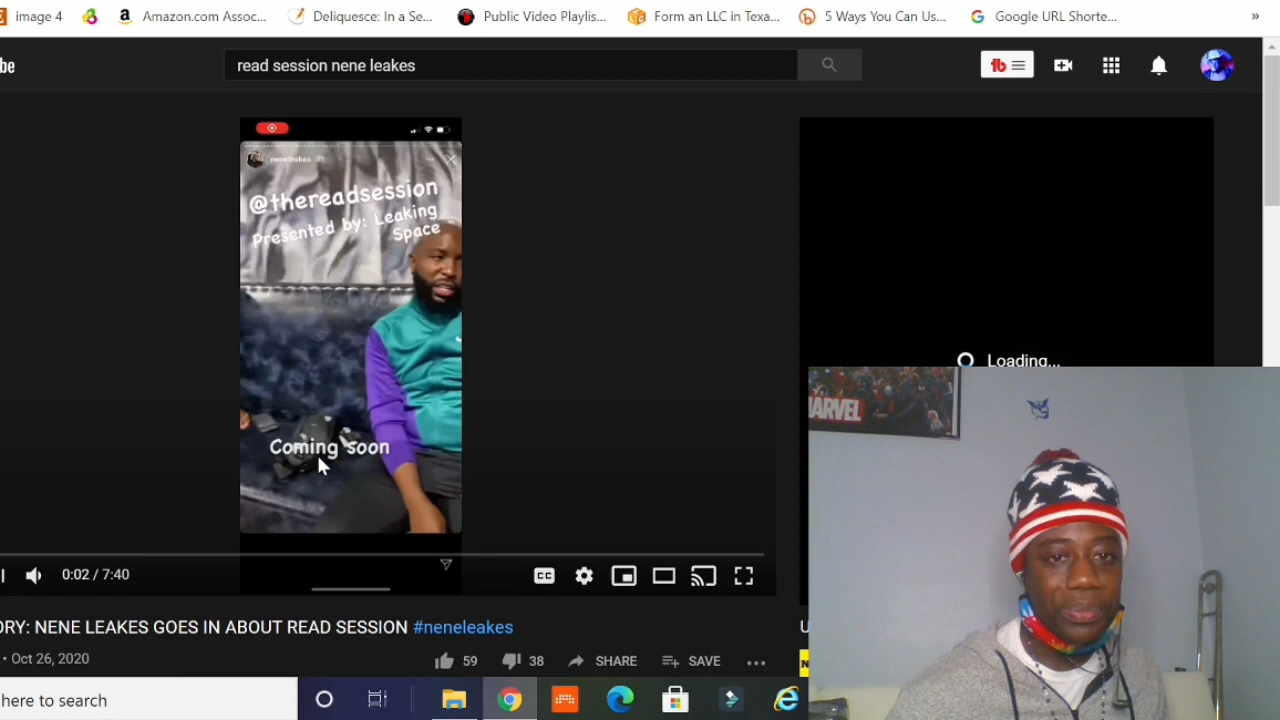 image 4
Amazon.com Assoc...
Deliquesce: In a Se...
Public Video Playlis...
Form an LLC in Texa...
5 Ways You Can Us...
Google URL Shorte...
»
be
read session nene leakes
neneleakes
@thereadsession
Presented by: Leaking
Space
Coming soon
Loading...
MARVEL
0:02 / 7:40
CC
ORY: NENE LEAKES GOES IN ABOUT READ SESSION #neneleakes
• Oct 26, 2020
59
38
SHARE
SAVE
here to search